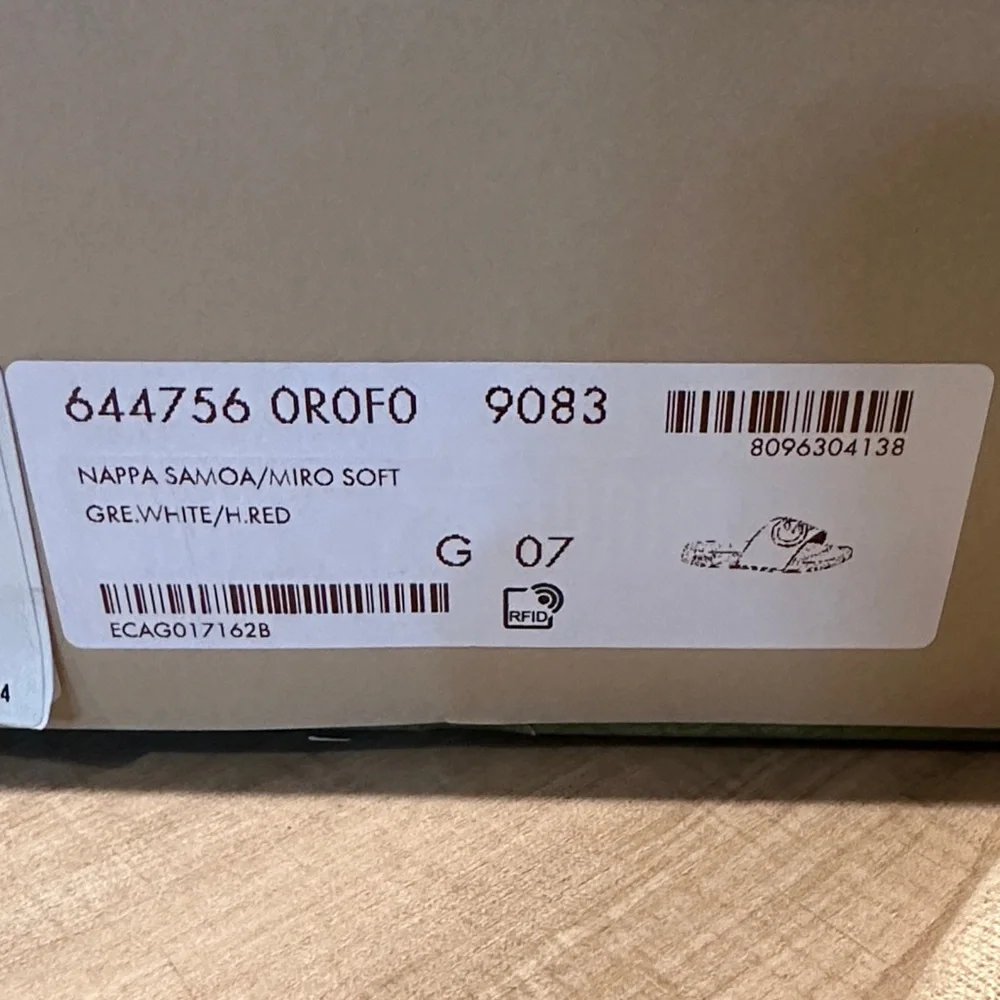 644756 0R0F0 9083
8096304138
NAPPA SAMOA/MIRO SOFT
GRE.WHITE/H.RED
G 07
RFID
ECAG017162B
4